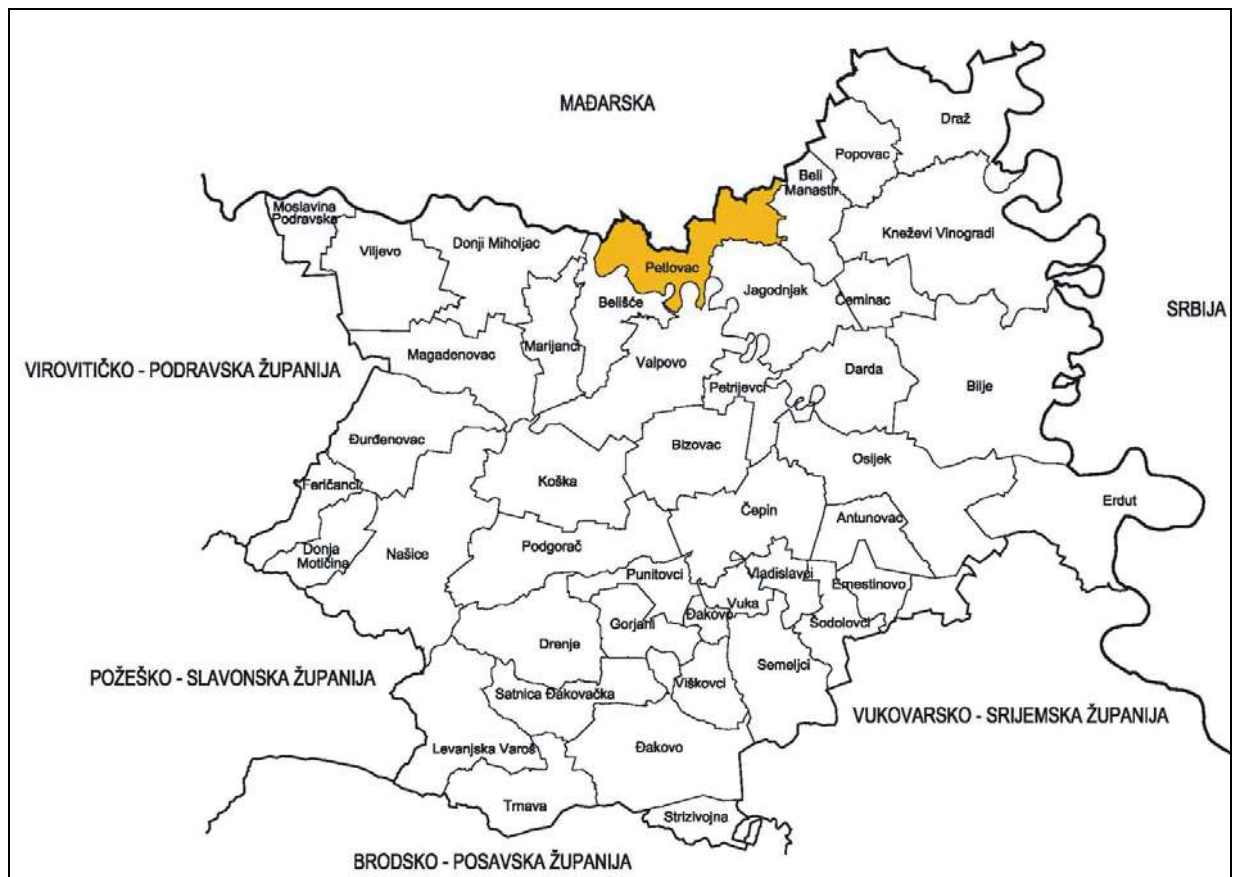 MAĐARSKA
Draž
Popovac
Beli
Manastir
Moslavina
Podravska
Viljevo
Donji Miholjac
Kneževi Vinogradi
Petlovac
Jagodnjak
Čeminac
Belišće
SRBIJA
Marijanci
Magadenovac
Valpovo
Darda
Bilje
VIROVITIČKO - PODRAVSKA ŽUPANIJA
Petrijevci
Đurđenovac
Bizovac
Osijek
Feričanci
Koška
Erdut
Čepin
Antunovac
Donja
Motičina
Našice
Podgorač
Punitovci
Vladislavci
Ernestinovo
Vuka
Đakovo
Gorjani
Šodolovci
Drenje
Semeljci
POŽEŠKO - SLAVONSKA ŽUPANIJA
Viškovci
Satnica Đakovačka
VUKOVARSKO - SRIJEMSKA ŽUPANIJA
Levanjska Varoš
Đakovo
Trnava
Strizivojna
BRODSKO - POSAVSKA ŽUPANIJA